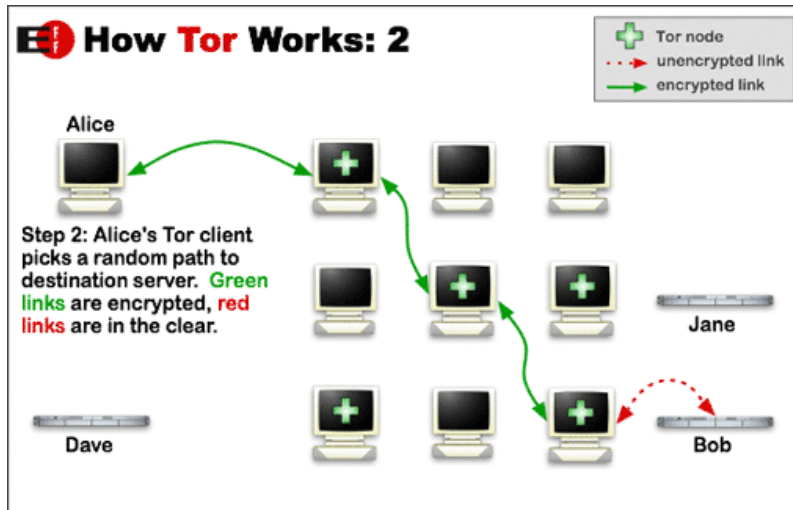 EFF How Tor Works: 2
Tor node
unencrypted link
encrypted link
Alice
Step 2: Alice's Tor client
picks a random path to
destination server. Green
links are encrypted, red
links are in the clear.
Jane
Dave
Bob